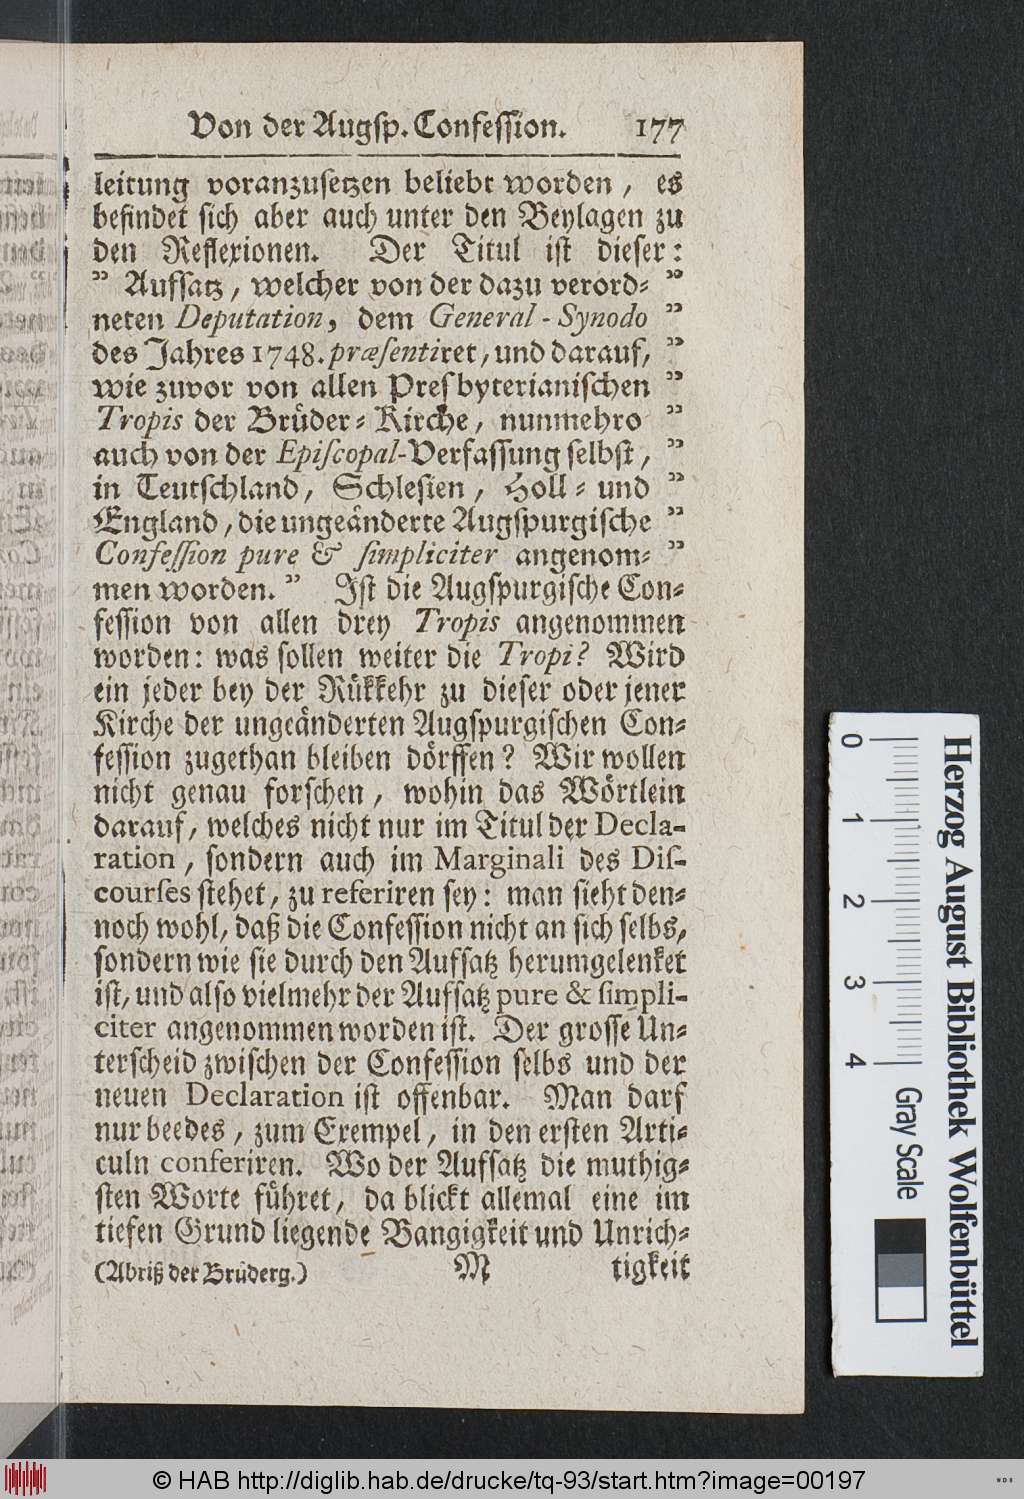 Von der Augsp. Confession. 177
leitung voranzusetzen beliebt worden, es
befindet sich aber auch unter den Beylagen zu
den Reflexionen. Der Titul ist dieser:
” Aufsatz, welcher von der dazu verord- ”
neten Deputation, dem General-Synodo ”
des Jahres 1748. præsentiret, und darauf, ”
wie zuvor von allen Presbyterianischen ”
Tropis der Brüder-Kirche, nunmehro ”
auch von der Episcopal-Verfassung selbst, ”
in Teutschland, Schlesien, Holl- und ”
England, die ungeänderte Augspurgische ”
Confession pure & simpliciter angenom- ”
men worden. ” Ist die Augspurgische Con-
fession von allen drey Tropis angenommen
worden: was sollen weiter die Tropi? Wird
ein jeder bey der Rükkehr zu dieser oder jener
Kirche der ungeänderten Augspurgischen Con-
fession zugethan bleiben dörffen? Wir wollen
nicht genau forschen, wohin das Wörtlein
darauf, welches nicht nur im Titul der Decla-
ration, sondern auch im Marginali des Dis-
courses stehet, zu referiren sey: man sieht den-
noch wohl, daß die Confession nicht an sich selbs,
sondern wie sie durch den Aufsatz herumgelenket
ist, und also vielmehr der Aufsatz pure & simpli-
citer angenommen worden ist. Der grosse Un-
terscheid zwischen der Confession selbs und der
neuen Declaration ist offenbar. Man darf
nur beedes, zum Exempel, in den ersten Arti-
culn conferiren. Wo der Aufsatz die muthig-
sten Worte führet, da blickt allemal eine im
tiefen Grund liegende Bangigkeit und Unrich-
(Abriß der Brüderg.) M tigkeit
Herzog August Bibliothek Wolfenbüttel
0 1 2 3 4 Gray Scale
© HAB http://diglib.hab.de/drucke/tq-93/start.htm?image=00197